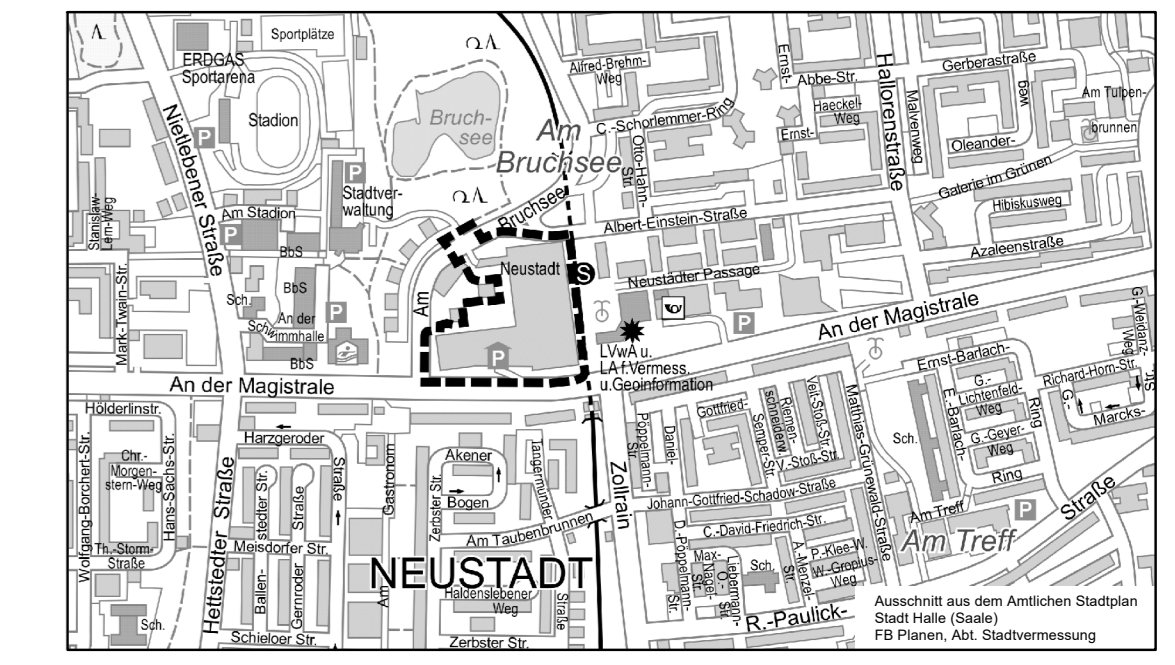 Sportplätze
ERDGAS
Sportarena
Stadion
P
Nietlebener Straße
Bruch-
see
Am
Bruchsee
Alfred-Brehm-
Weg
C.-Schorlemmer-Ring
Otto-Hahn-
Str.
Ernst-
Abbe-Str.
Haeckel-
Weg
Ernst-
Hallorenstraße
Malvenweg
Gerberastraße
weg
Oleander-
Am Tulpen-
brunnen
Galerie im Grünen
Hibiskusweg
Azaleenstraße
P
Stadtver-
waltung
Stanislaw-
Lem-Weg
Am Stadion
P
BbS
BbS
Sch.
An der
Schwimmhalle
BbS
P
Mark-Twain-Str.
Am
Bruchsee
Neustadt
S
P
Albert-Einstein-Straße
Neustädter Passage
P
LVwA u.
LA f.Vermess.
u.Geoinformation
An der Magistrale
An der Magistrale
Ernst-Barlach-
Ring
G.-
Lichtenfeld-
Weg
G.-Geyer-
Weg
E.-Barlach-
Ring
G.-Weidanz-
Weg
Richard-Horn-Str.
G.-
Marcks-
Str.
Hölderlinstr.
Chr.-
Morgen-
stern-Weg
Hans-Sachs-Str.
Wolfgang-Borchert-Str.
Th.-Storm-
Straße
Sch.
Hettstedter Straße
Harzgeroder
Straße
stedter Str.
Ballen-
Straße
Gernroder
Meisdorfer Str.
Schieloer Str.
Gastronom
Am
Akener
Bogen
Zerbster Str.
Langermunder
Straße
Am Taubenbrunnen
NEUSTADT
Haldenslebener
Weg
Zerbster Str.
Zollrain
Pöppelmann-
Str.
Daniel-
Gottfried-
Semper-Str.
Riemen-
schneiderw.
Veit-Stoß-Str.
V.-Stoß-Str.
Matthias-Grünewald-Straße
Johann-Gottfried-Schadow-Straße
C.-David-Friedrich-Str.
D.-Pöppelmann-
Str.
Max-
Nagel-
Str.
O.-
Liebermann-
Str.
Sch.
A.-Menzel-
Str.
P.-Klee-W.
W.-Gropius-
Weg
R.-Paulick-
Straße
Sch.
Am Treff
P
Am Treff
Ausschnitt aus dem Amtlichen Stadtplan
Stadt Halle (Saale)
FB Planen, Abt. Stadtvermessung